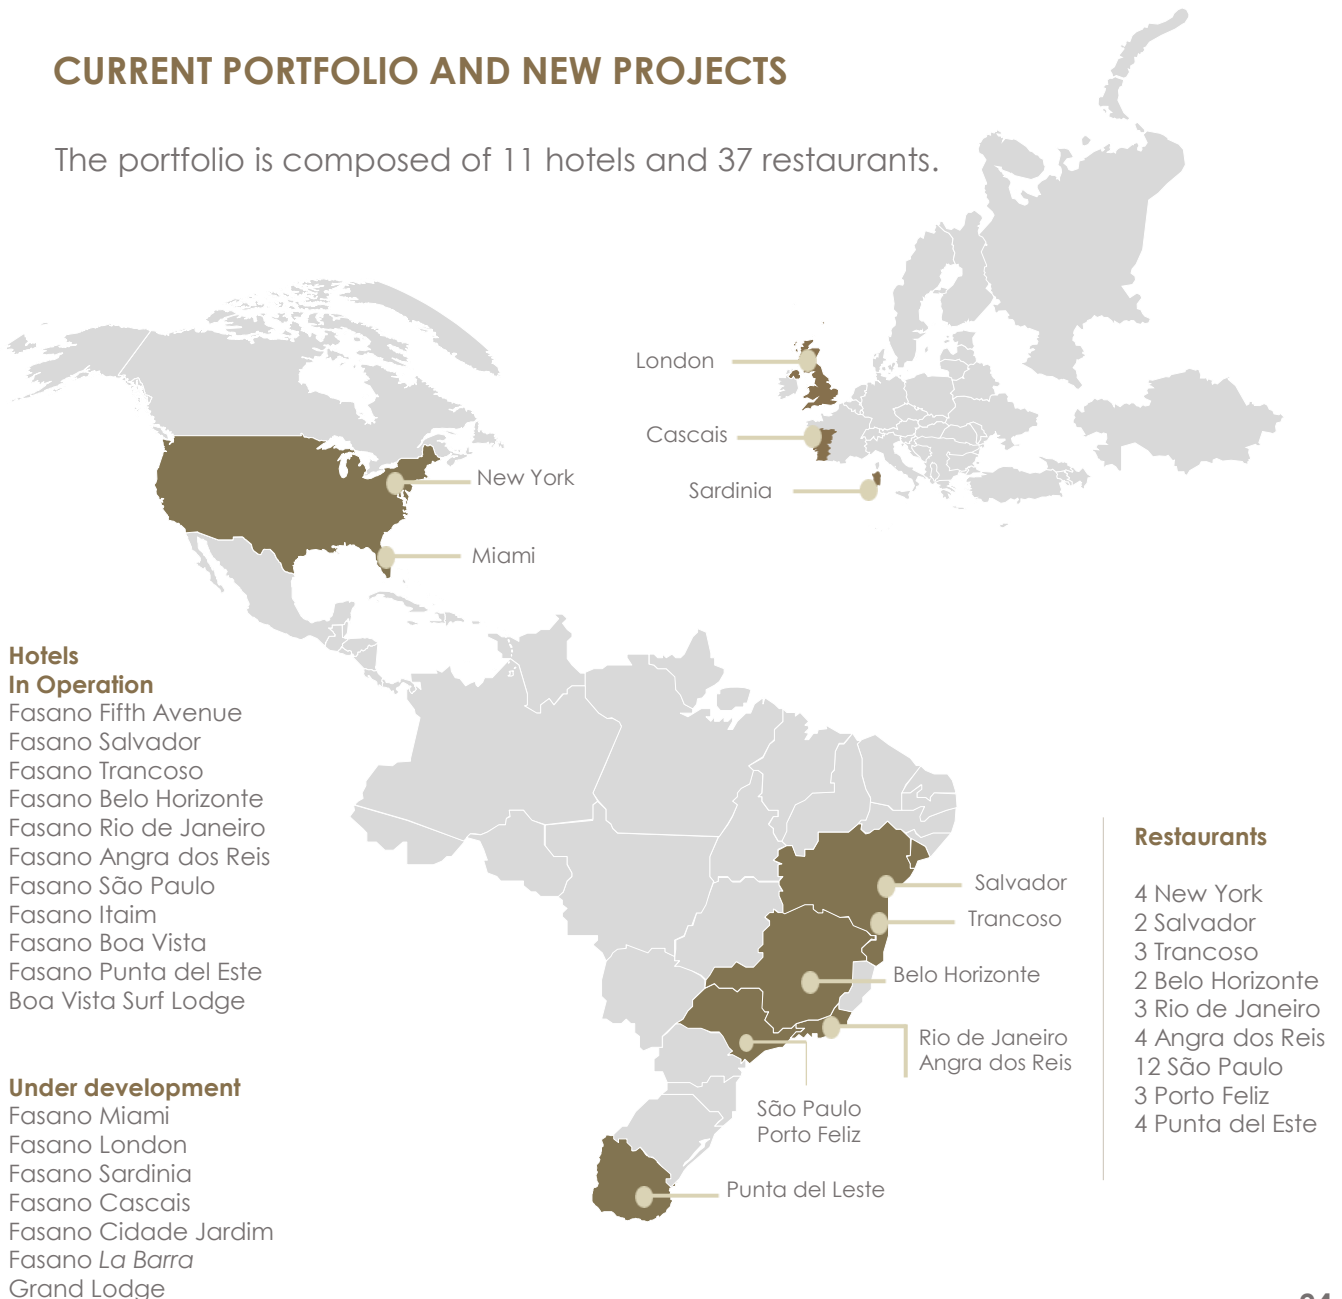 CURRENT PORTFOLIO AND NEW PROJECTS
The portfolio is composed of 11 hotels and 37 restaurants.
London
Cascais
Sardinia
New York
Miami
Hotels
In Operation
Fasano Fifth Avenue
Fasano Salvador
Fasano Trancoso
Fasano Belo Horizonte
Fasano Rio de Janeiro
Fasano Angra dos Reis
Fasano São Paulo
Fasano Itaim
Fasano Boa Vista
Fasano Punta del Este
Boa Vista Surf Lodge
Under development
Fasano Miami
Fasano London
Fasano Sardinia
Fasano Cascais
Fasano Cidade Jardim
Fasano La Barra
Grand Lodge
Salvador
Trancoso
Belo Horizonte
Rio de Janeiro
Angra dos Reis
São Paulo
Porto Feliz
Punta del Leste
Restaurants
4 New York
2 Salvador
3 Trancoso
2 Belo Horizonte
3 Rio de Janeiro
4 Angra dos Reis
12 São Paulo
3 Porto Feliz
4 Punta del Este